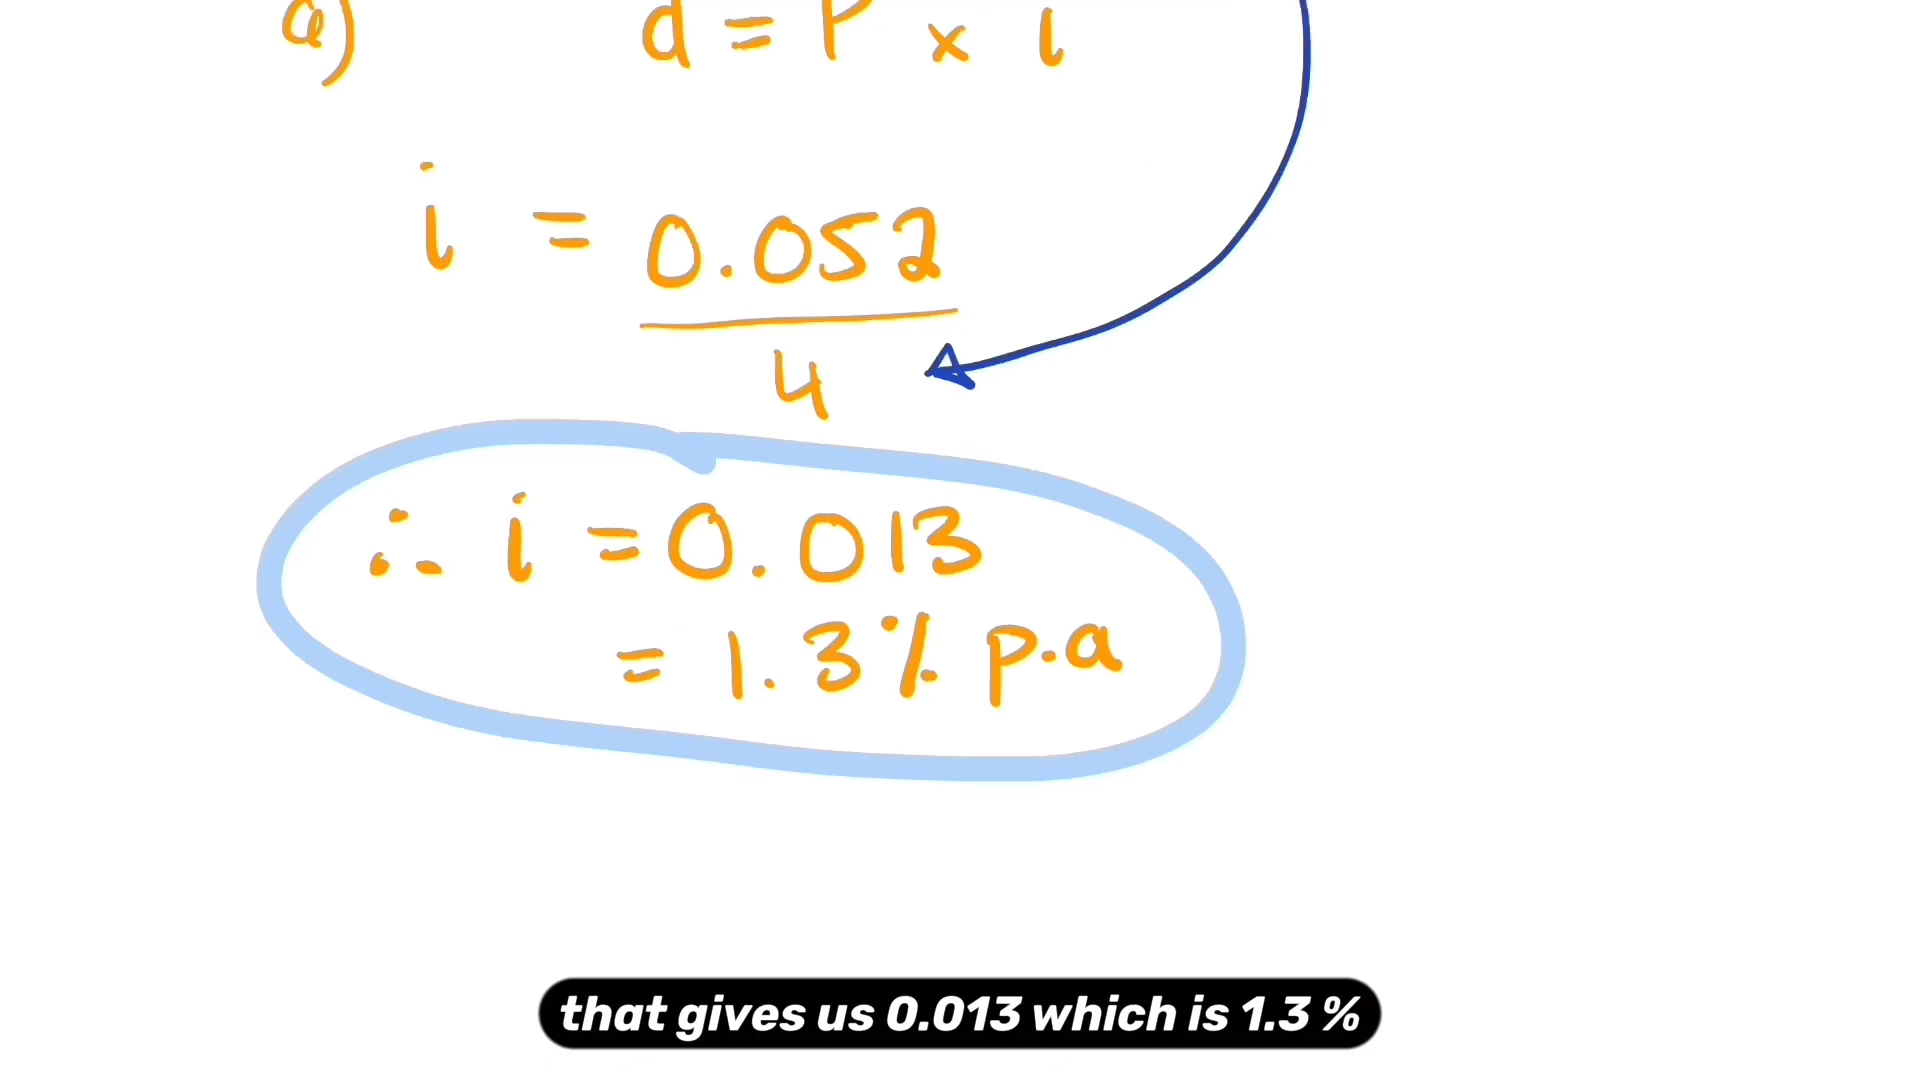 a) d = P x i
i = 0.052
4
∴ i = 0.013
= 1.3% p.a
that gives us 0.013 which is 1.3 %